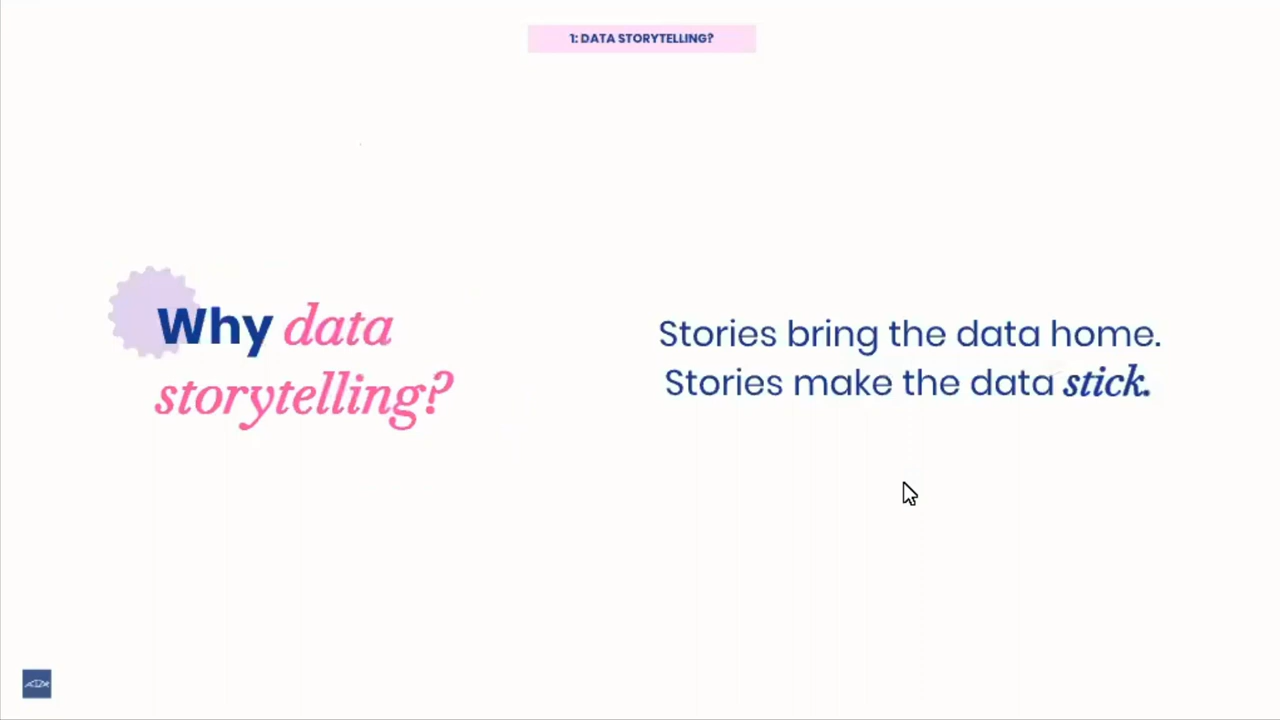 1: DATA STORYTELLING?
Why data
storytelling?
Stories bring the data home.
Stories make the data stick.